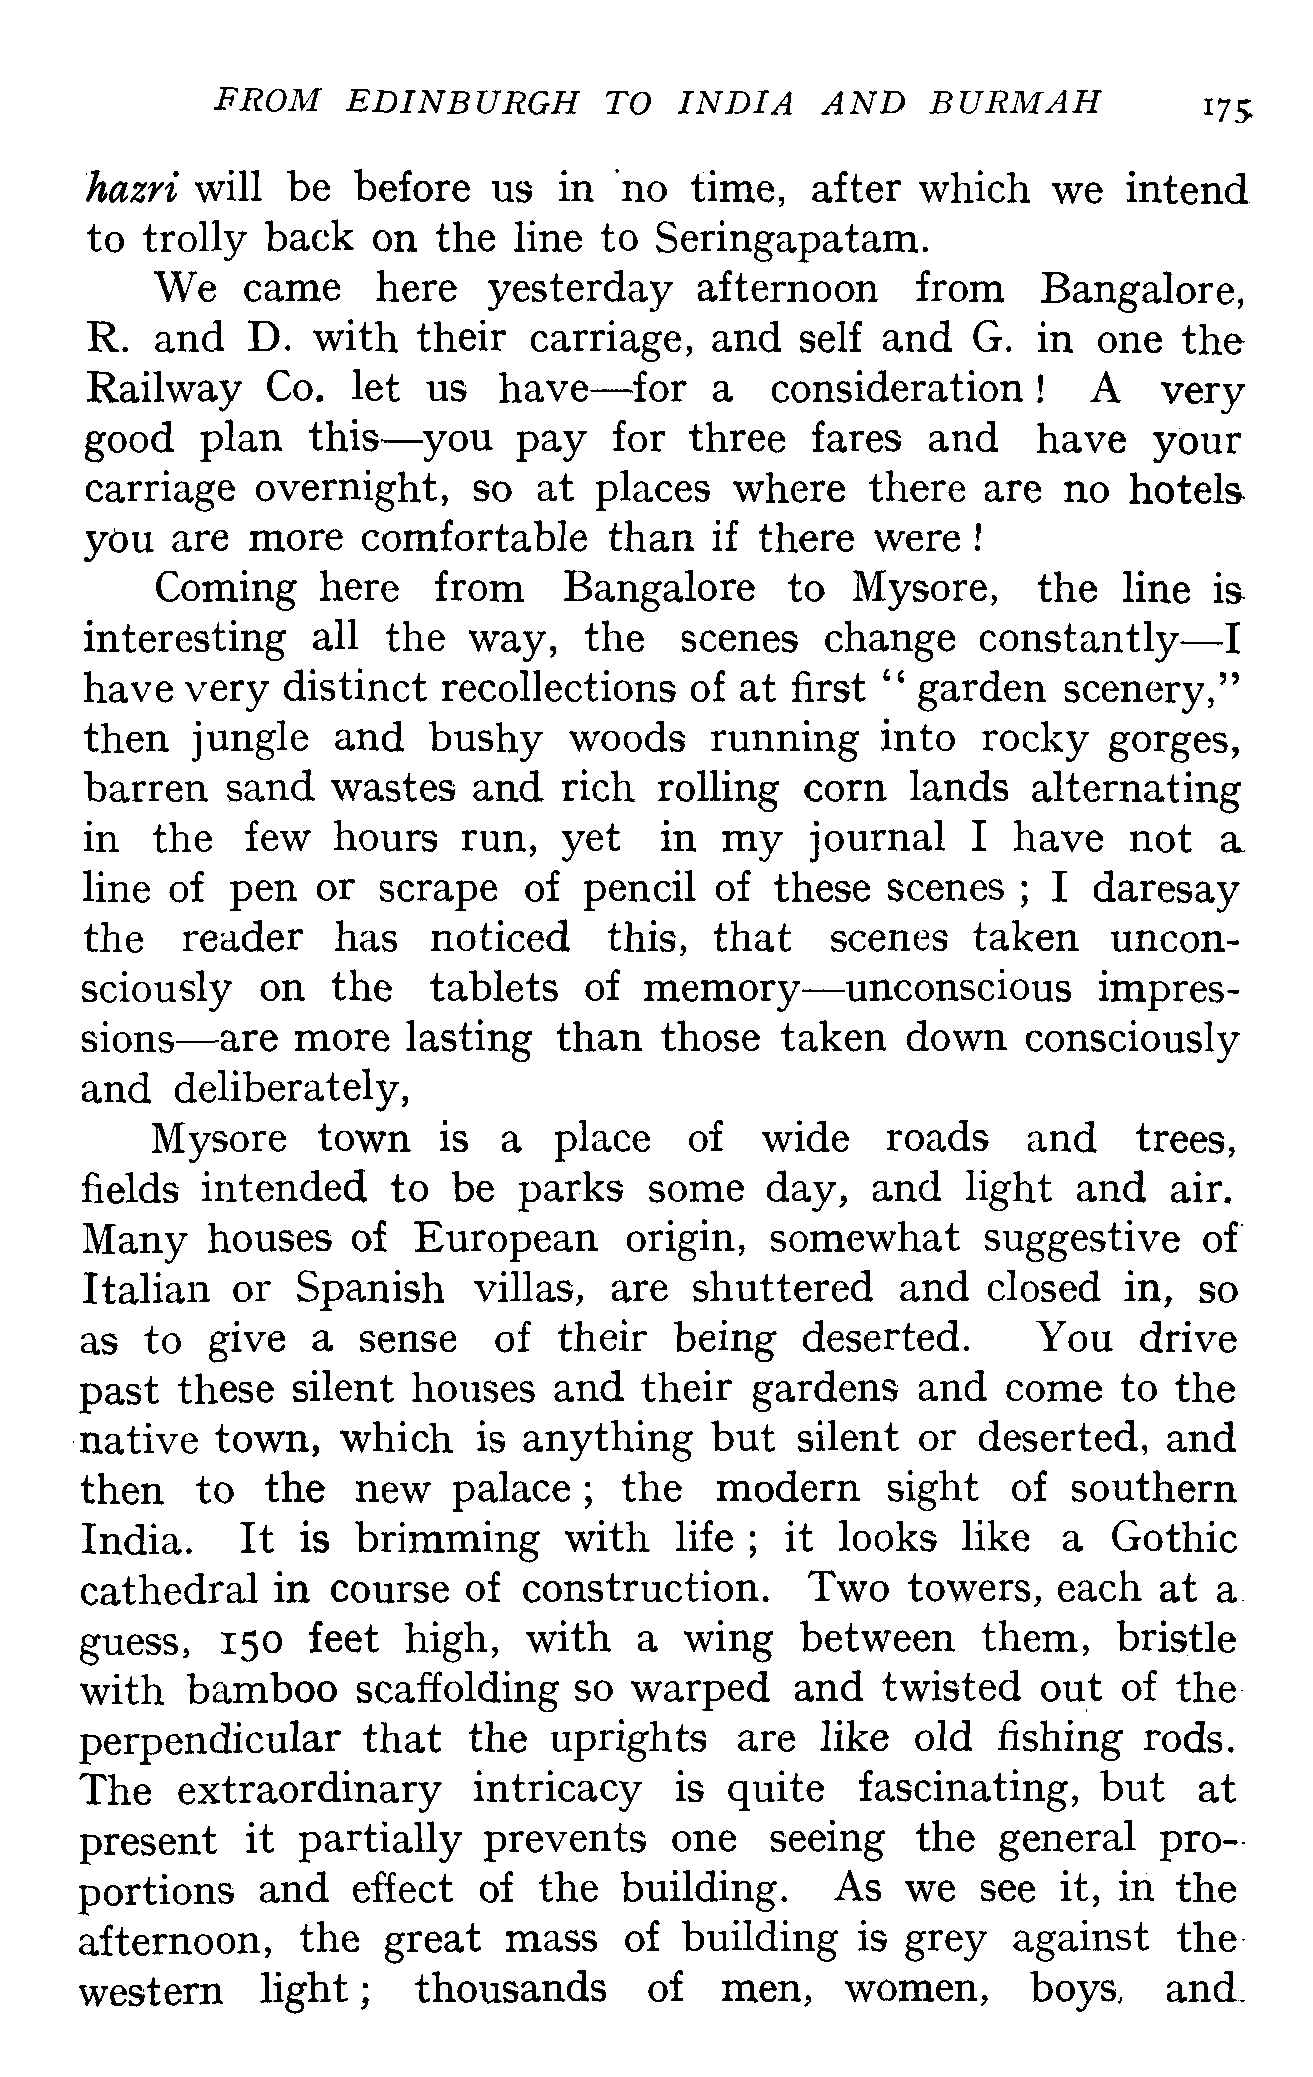 FROM EDINBURGH TO INDIA AND BURMAH 175
hazri will be before us in no time, after which we intend
to trolly back on the line to Seringapatam.
We came here yesterday afternoon from Bangalore,
R. and D. with their carriage, and self and G. in one the
Railway Co. let us have—for a consideration ! A very
good plan this—you pay for three fares and have your
carriage overnight, so at places where there are no hotels
you are more comfortable than if there were !
Coming here from Bangalore to Mysore, the line is
interesting all the way, the scenes change constantly—I
have very distinct recollections of at first “ garden scenery,”
then jungle and bushy woods running into rocky gorges,
barren sand wastes and rich rolling corn lands alternating
in the few hours run, yet in my journal I have not a
line of pen or scrape of pencil of these scenes ; I daresay
the reader has noticed this, that scenes taken uncon-
sciously on the tablets of memory—unconscious impres-
sions—are more lasting than those taken down consciously
and deliberately,
Mysore town is a place of wide roads and trees,
fields intended to be parks some day, and light and air.
Many houses of European origin, somewhat suggestive of
Italian or Spanish villas, are shuttered and closed in, so
as to give a sense of their being deserted. You drive
past these silent houses and their gardens and come to the
native town, which is anything but silent or deserted, and
then to the new palace ; the modern sight of southern
India. It is brimming with life ; it looks like a Gothic
cathedral in course of construction. Two towers, each at a
guess, 150 feet high, with a wing between them, bristle
with bamboo scaffolding so warped and twisted out of the
perpendicular that the uprights are like old fishing rods.
The extraordinary intricacy is quite fascinating, but at
present it partially prevents one seeing the general pro-
portions and effect of the building. As we see it, in the
afternoon, the great mass of building is grey against the
western light ; thousands of men, women, boys, and